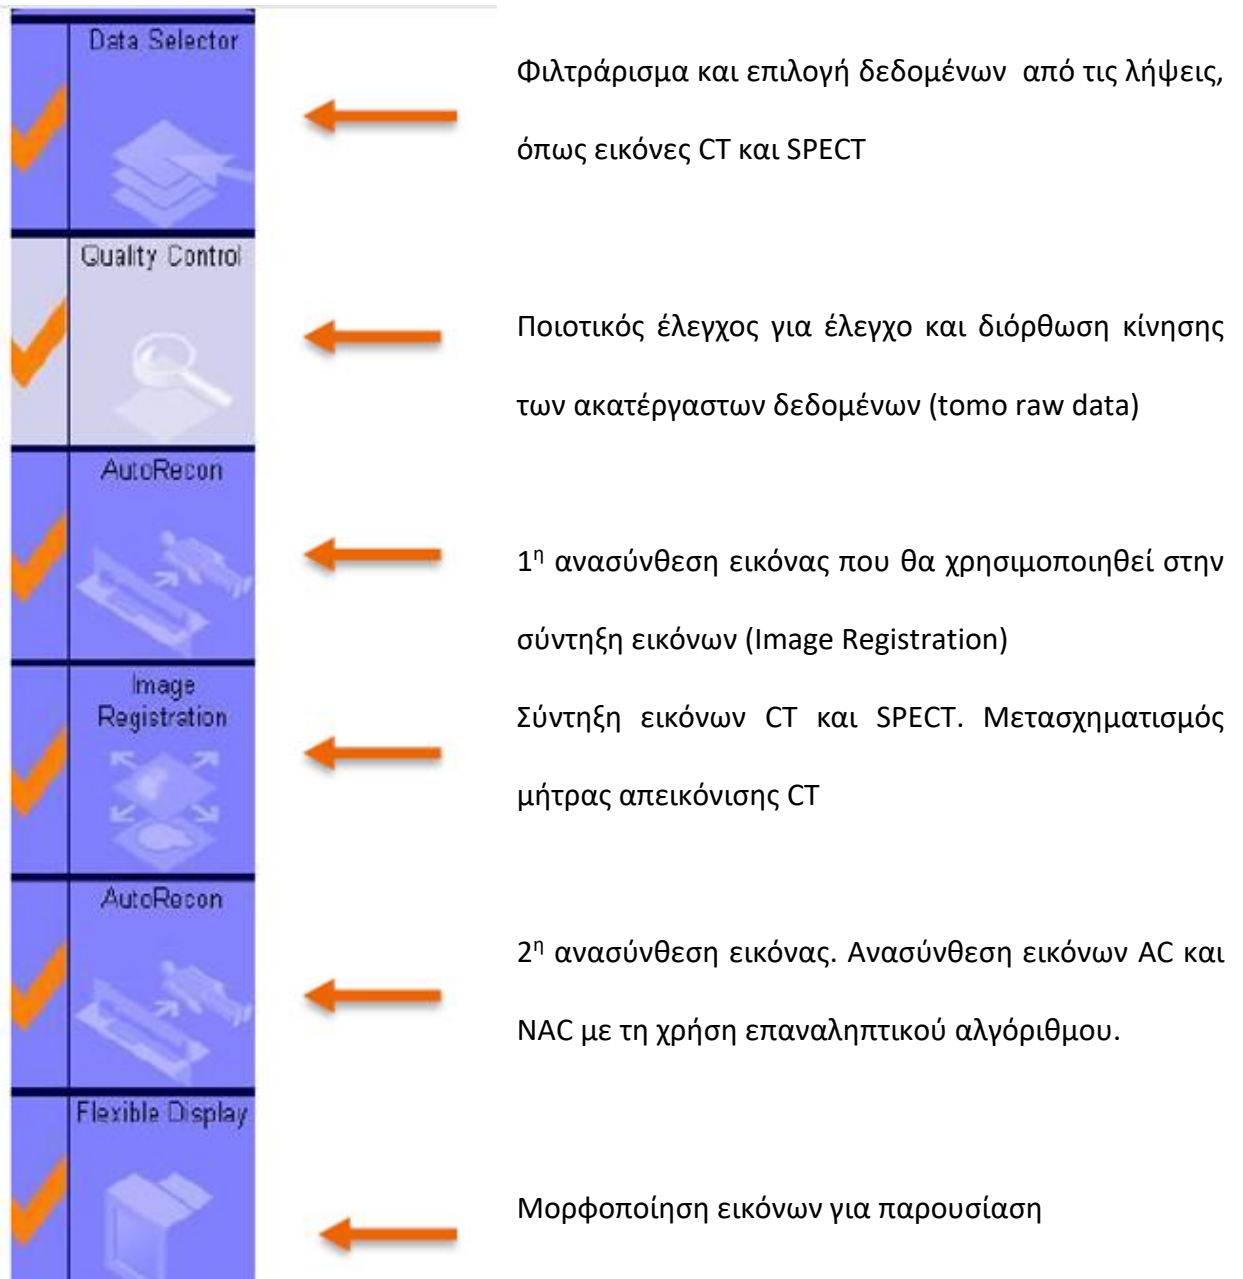 Data Selector
Φιλτράρισμα και επιλογή δεδομένων από τις λήψεις,
όπως εικόνες CT και SPECT
Quality Control
Ποιοτικός έλεγχος για έλεγχο και διόρθωση κίνησης
των ακατέργαστων δεδομένων (tomo raw data)
AutoRecon
1η ανασύνθεση εικόνας που θα χρησιμοποιηθεί στην
σύντηξη εικόνων (Image Registration)
Image
Registration
Σύντηξη εικόνων CT και SPECT. Μετασχηματισμός
μήτρας απεικόνισης CT
AutoRecon
2η ανασύνθεση εικόνας. Ανασύνθεση εικόνων AC και
NAC με τη χρήση επαναληπτικού αλγόριθμου.
Flexible Display
Μορφοποίηση εικόνων για παρουσίαση